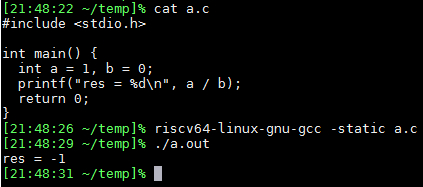 [21:48:22 ~/temp]% cat a.c
#include <stdio.h>
int main() {
  int a = 1, b = 0;
  printf("res = %d\n", a / b);
  return 0;
}
[21:48:26 ~/temp]% riscv64-linux-gnu-gcc -static a.c
[21:48:29 ~/temp]% ./a.out
res = -1
[21:48:31 ~/temp]%